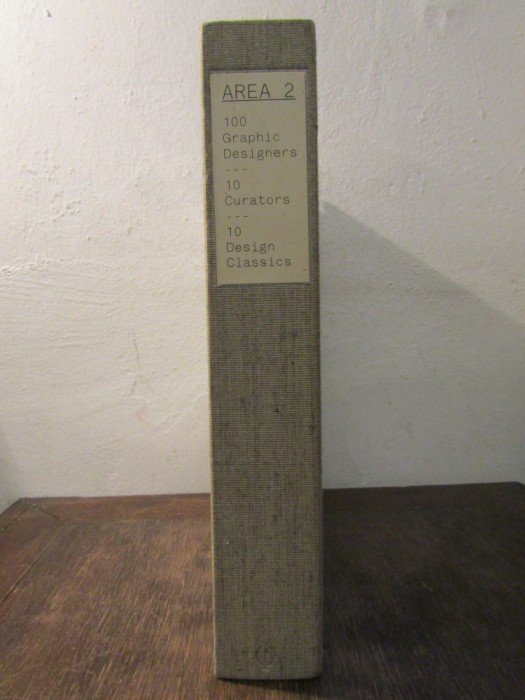 AREA 2
100
Graphic
Designers
---
10
Curators
---
10
Design
Classics